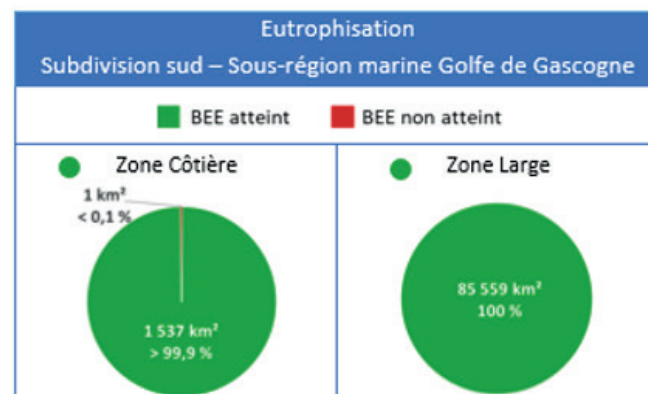 Eutrophisation
Subdivision sud – Sous-région marine Golfe de Gascogne
BEE atteint
BEE non atteint
Zone Côtière
1 km²
< 0,1 %
1 537 km²
> 99,9 %
Zone Large
85 559 km²
100 %